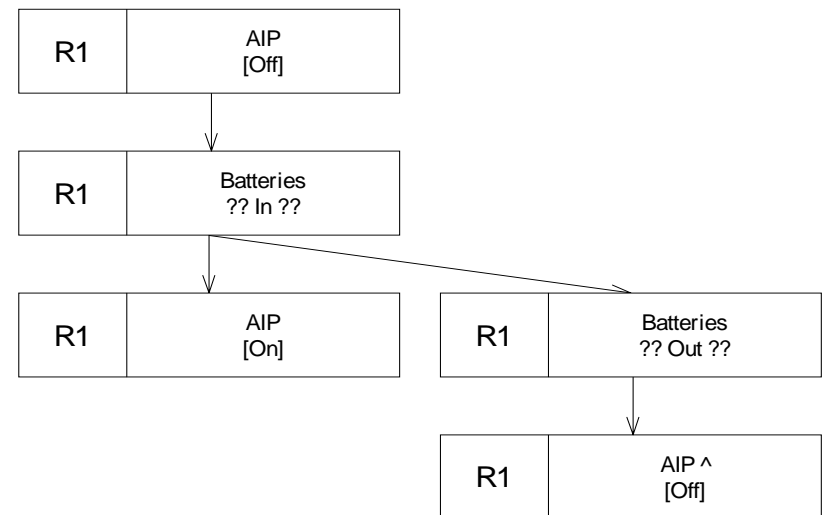 R1
AIP
[Off]
R1
Batteries
?? In ??
R1
AIP
[On]
R1
Batteries
?? Out ??
R1
AIP ^
[Off]